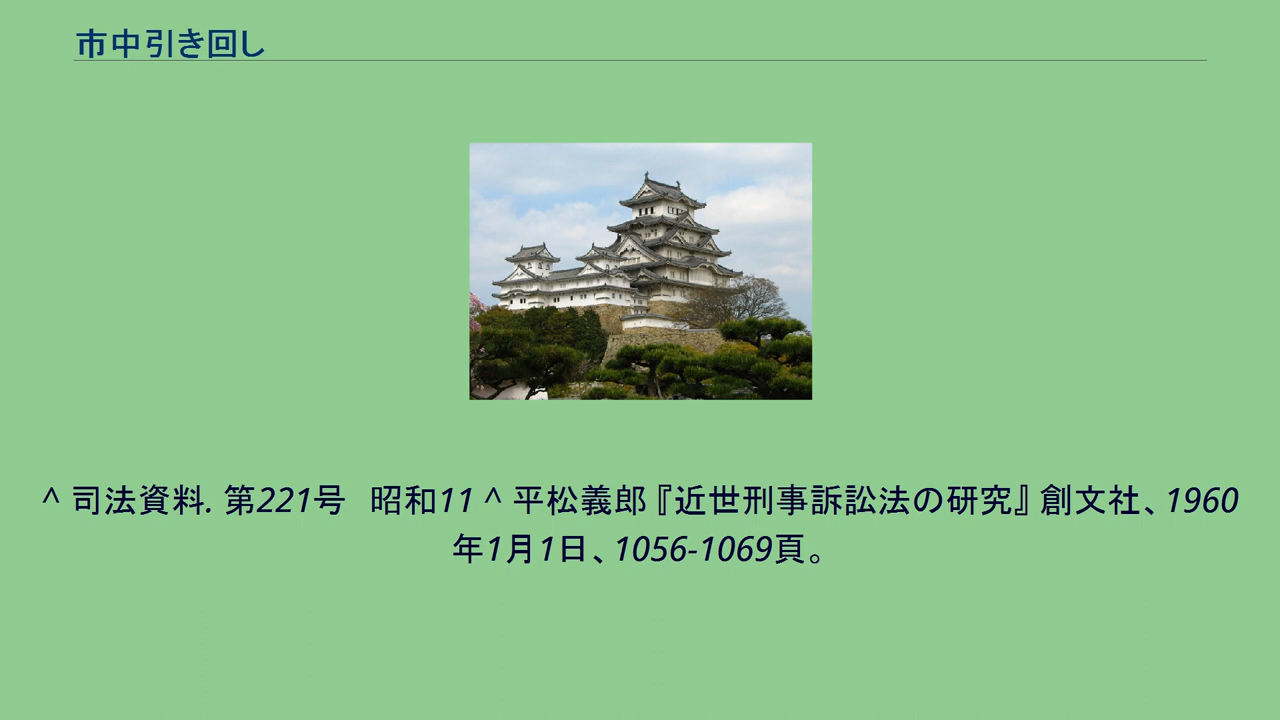 市中引き回し
^ 司法資料. 第221号　昭和11 ^ 平松義郎『近世刑事訴訟法の研究』創文社、1960
年1月1日、1056-1069頁。